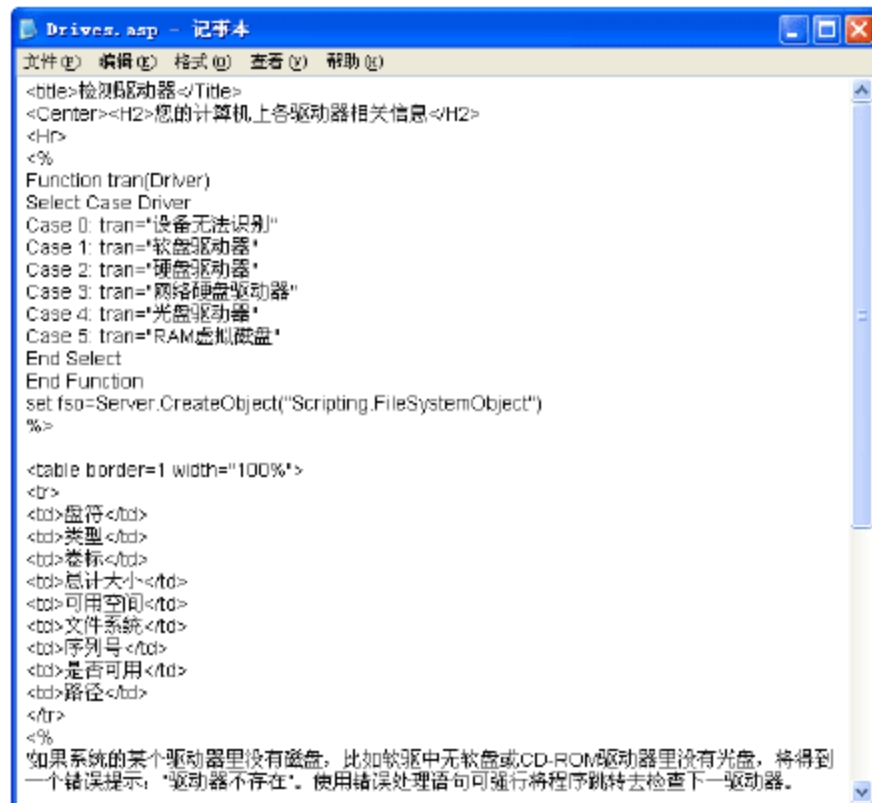 Drives.asp - 记事本
文件(F) 编辑(E) 格式(O) 查看(V) 帮助(H)
<title>检测驱动器</Title>
<Center><H2>您的计算机上各驱动器相关信息</H2>
<Hr>
<%
Function tran(Driver)
Select Case Driver
Case 0: tran="设备无法识别"
Case 1: tran="软盘驱动器"
Case 2: tran="硬盘驱动器"
Case 3: tran="网络硬盘驱动器"
Case 4: tran="光盘驱动器"
Case 5: tran="RAM虚拟磁盘"
End Select
End Function
set fso=Server.CreateObject("Scripting.FileSystemObject")
%>
<table border=1 width="100%">
<tr>
<td>盘符</td>
<td>类型</td>
<td>卷标</td>
<td>总计大小</td>
<td>可用空间</td>
<td>文件系统</td>
<td>序列号</td>
<td>是否可用</td>
<td>路径</td>
</tr>
<%
'如果系统的某个驱动器里没有磁盘，比如软驱中无软盘或CD-ROM驱动器里没有光盘，将得到
一个错误提示："驱动器不存在"。使用错误处理语句可强行将程序跳转去检查下一驱动器。